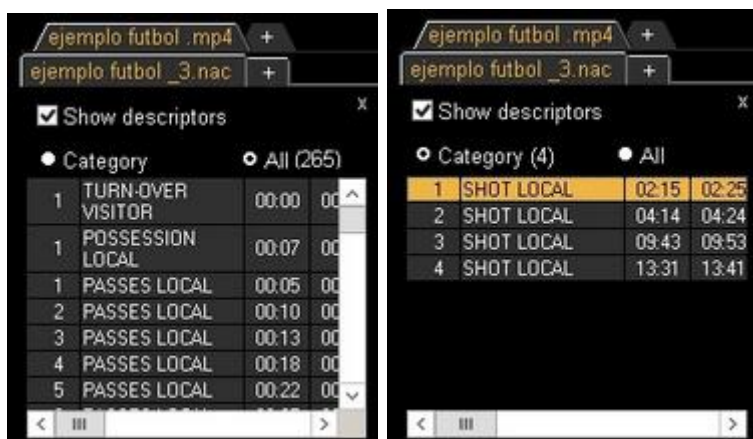 ejemplo futbol .mp4 +
ejemplo futbol _3.nac +
Show descriptors x
Category All (265)
1 TURN-OVER VISITOR 00:00
1 POSSESSION LOCAL 00:07
1 PASSES LOCAL 00:05
2 PASSES LOCAL 00:10
3 PASSES LOCAL 00:13
4 PASSES LOCAL 00:18
5 PASSES LOCAL 00:22
ejemplo futbol .mp4 +
ejemplo futbol _3.nac +
Show descriptors x
Category (4) All
1 SHOT LOCAL 02:15 02:25
2 SHOT LOCAL 04:14 04:24
3 SHOT LOCAL 09:43 09:53
4 SHOT LOCAL 13:31 13:41